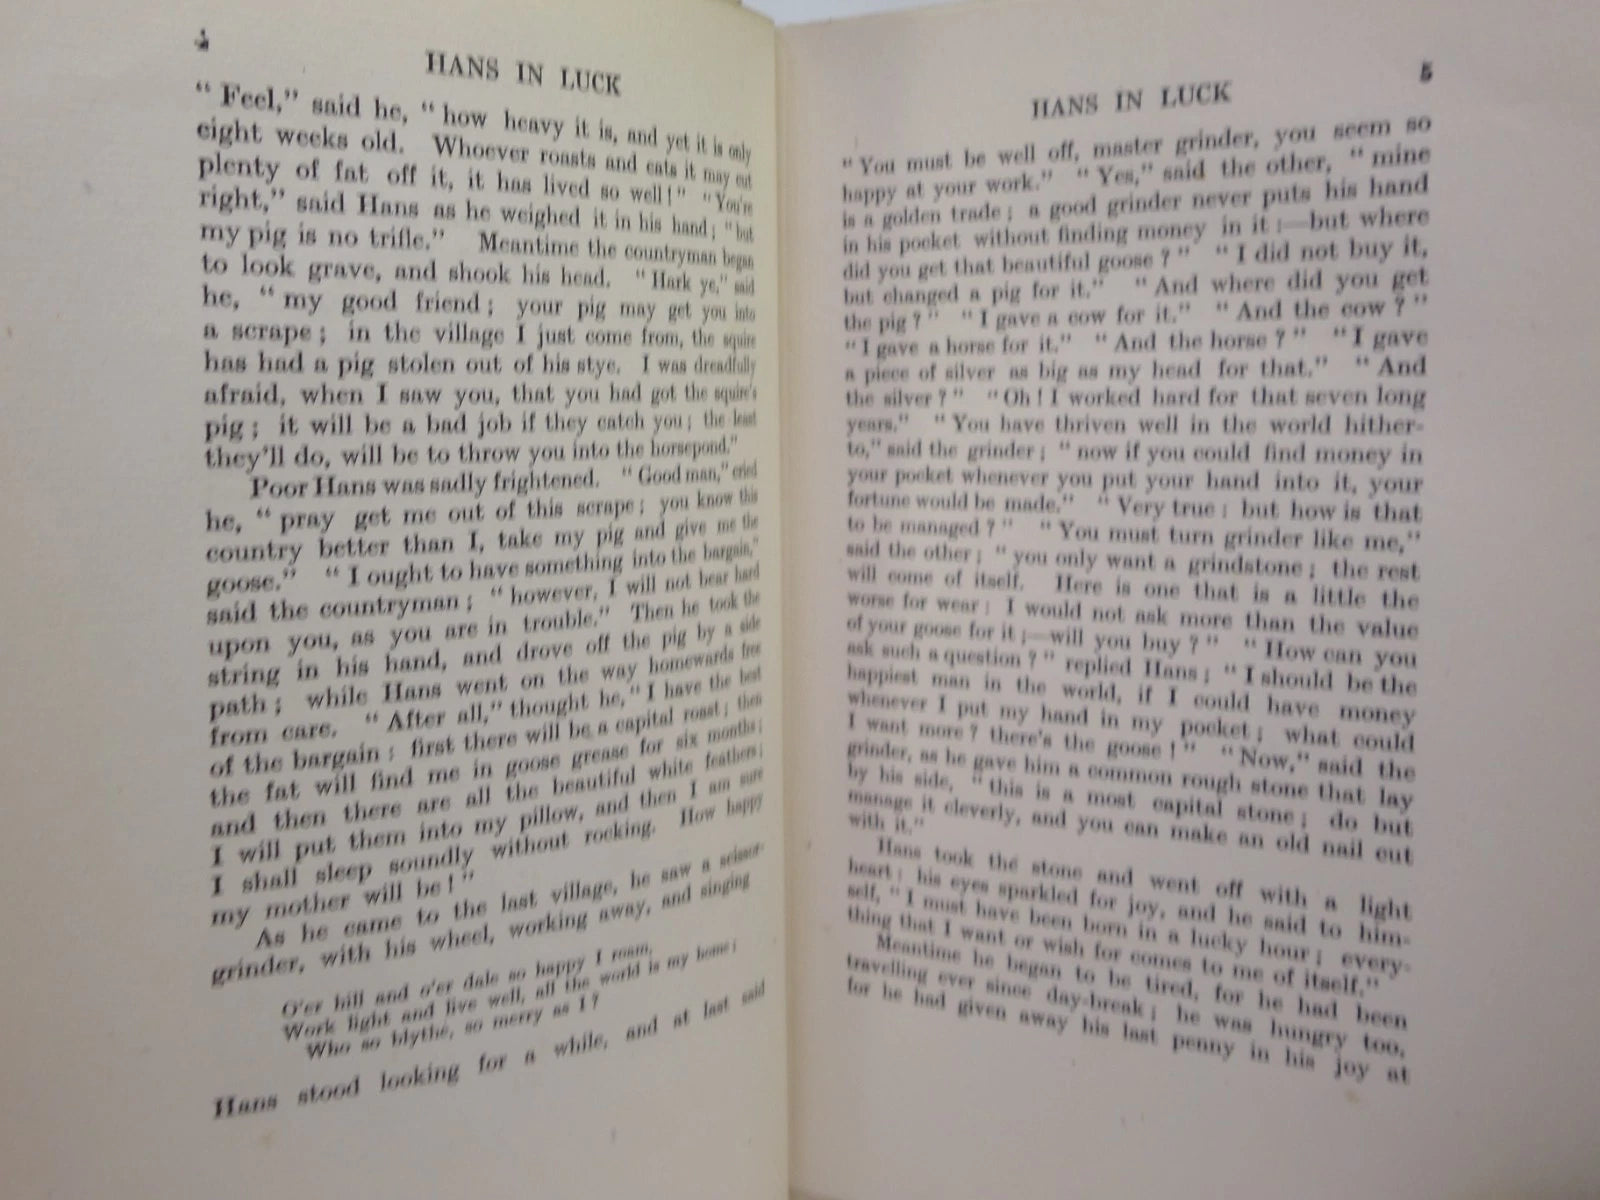 4
HANS IN LUCK
“ Feel,” said he, “ how heavy it is, and yet it is only
eight weeks old. Whoever roasts and eats it may cut
plenty of fat off it, it has lived so well ! ” “ You're
right,” said Hans as he weighed it in his hand ; “ but
my pig is no trifle.” Meantime the countryman began
to look grave, and shook his head. “ Hark ye,” said
he, “ my good friend ; your pig may get you into
a scrape ; in the village I just come from, the squire
has had a pig stolen out of his stye. I was dreadfully
afraid, when I saw you, that you had got the squire's
pig ; it will be a bad job if they catch you ; the least
they'll do, will be to throw you into the horsepond.”
Poor Hans was sadly frightened. “ Good man,” cried
he, “ pray get me out of this scrape ; you know this
country better than I, take my pig and give me the
goose.” “ I ought to have something into the bargain,”
said the countryman ; “ however, I will not bear hard
upon you, as you are in trouble.” Then he took the
string in his hand, and drove off the pig by a side
path ; while Hans went on the way homewards free
from care. “ After all,” thought he, “ I have the best
of the bargain : first there will be a capital roast ; then
the fat will find me in goose grease for six months ;
and then there are all the beautiful white feathers ;
I will put them into my pillow, and then I am sure
I shall sleep soundly without rocking. How happy
my mother will be ! ”
As he came to the last village, he saw a scissor-
grinder, with his wheel, working away, and singing
O'er hill and o'er dale so happy I roam,
Work light and live well, all the world is my home ;
Who so blythe, so merry as I ?
Hans stood looking for a while, and at last said
5
HANS IN LUCK
“ You must be well off, master grinder, you seem so
happy at your work.” “ Yes,” said the other, “ mine
is a golden trade ; a good grinder never puts his hand
in his pocket without finding money in it :—but where
did you get that beautiful goose ? ” “ I did not buy it,
but changed a pig for it.” “ And where did you get
the pig ? ” “ I gave a cow for it.” “ And the cow ? ”
“ I gave a horse for it.” “ And the horse ? ” “ I gave
a piece of silver as big as my head for that.” “ And
the silver ? ” “ Oh ! I worked hard for that seven long
years.” “ You have thriven well in the world hither-
to,” said the grinder ; “ now if you could find money in
your pocket whenever you put your hand into it, your
fortune would be made.” “ Very true : but how is that
to be managed ? ” “ You must turn grinder like me,”
said the other ; “ you only want a grindstone ; the rest
will come of itself. Here is one that is a little the
worse for wear : I would not ask more than the value
of your goose for it ;—will you buy ? ” “ How can you
ask such a question ? ” replied Hans ; “ I should be the
happiest man in the world, if I could have money
whenever I put my hand in my pocket ; what could
I want more ? there's the goose ! ” “ Now,” said the
grinder, as he gave him a common rough stone that lay
by his side, “ this is a most capital stone ; do but
manage it cleverly, and you can make an old nail cut
with it.”
Hans took the stone and went off with a light
heart : his eyes sparkled for joy, and he said to him-
self, “ I must have been born in a lucky hour ; every-
thing that I want or wish for comes to me of itself.”
Meantime he began to be tired, for he had been
travelling ever since day-break ; he was hungry too,
for he had given away his last penny in his joy at